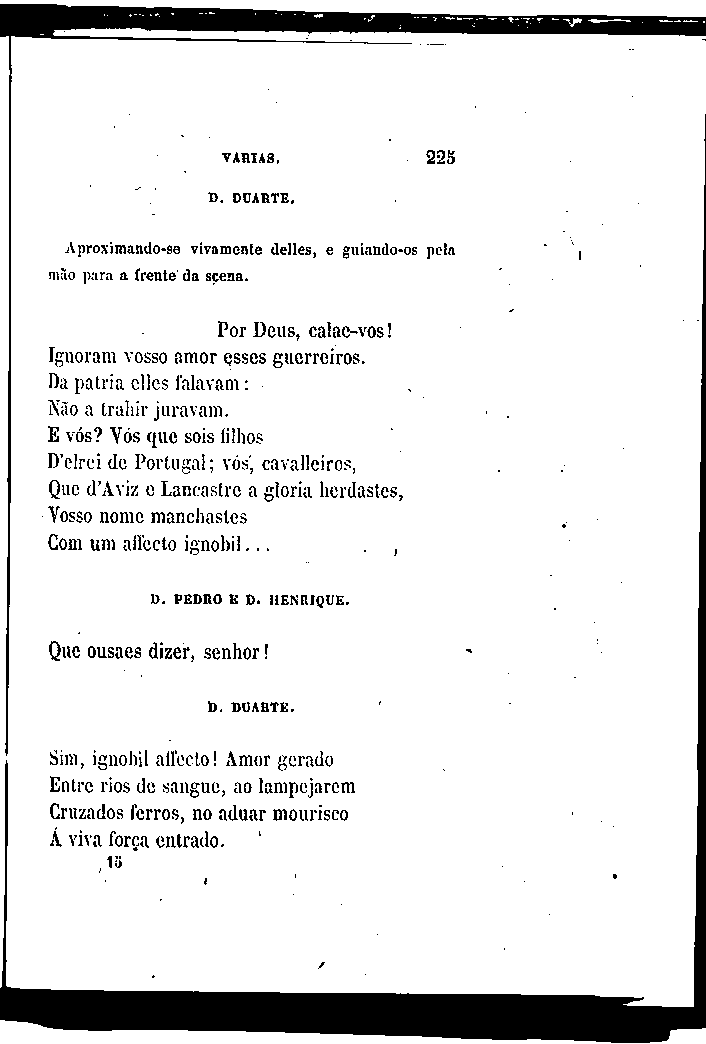 VARIAS. 225
D. DUARTE.
Aproximando-se vivamente delles, e guiando-os pela
mão para a frente da scena.
Por Deus, calae-vos!
Ignoram vosso amor esses guerreiros.
Da patria elles falavam:
Não a trahir juravam.
E vós? Vós que sois filhos
D'elrei de Portugal; vós, cavalleiros,
Que d'Aviz e Lancastre a gloria herdastes,
Vosso nome manchastes
Com um affecto ignobil...
D. PEDRO E D. HENRIQUE.
Que ousaes dizer, senhor!
D. DUARTE.
Sim, ignobil affecto! Amor gerado
Entre rios de sangue, ao lampejarem
Cruzados ferros, no aduar mourisco
Á viva força entrado.
15